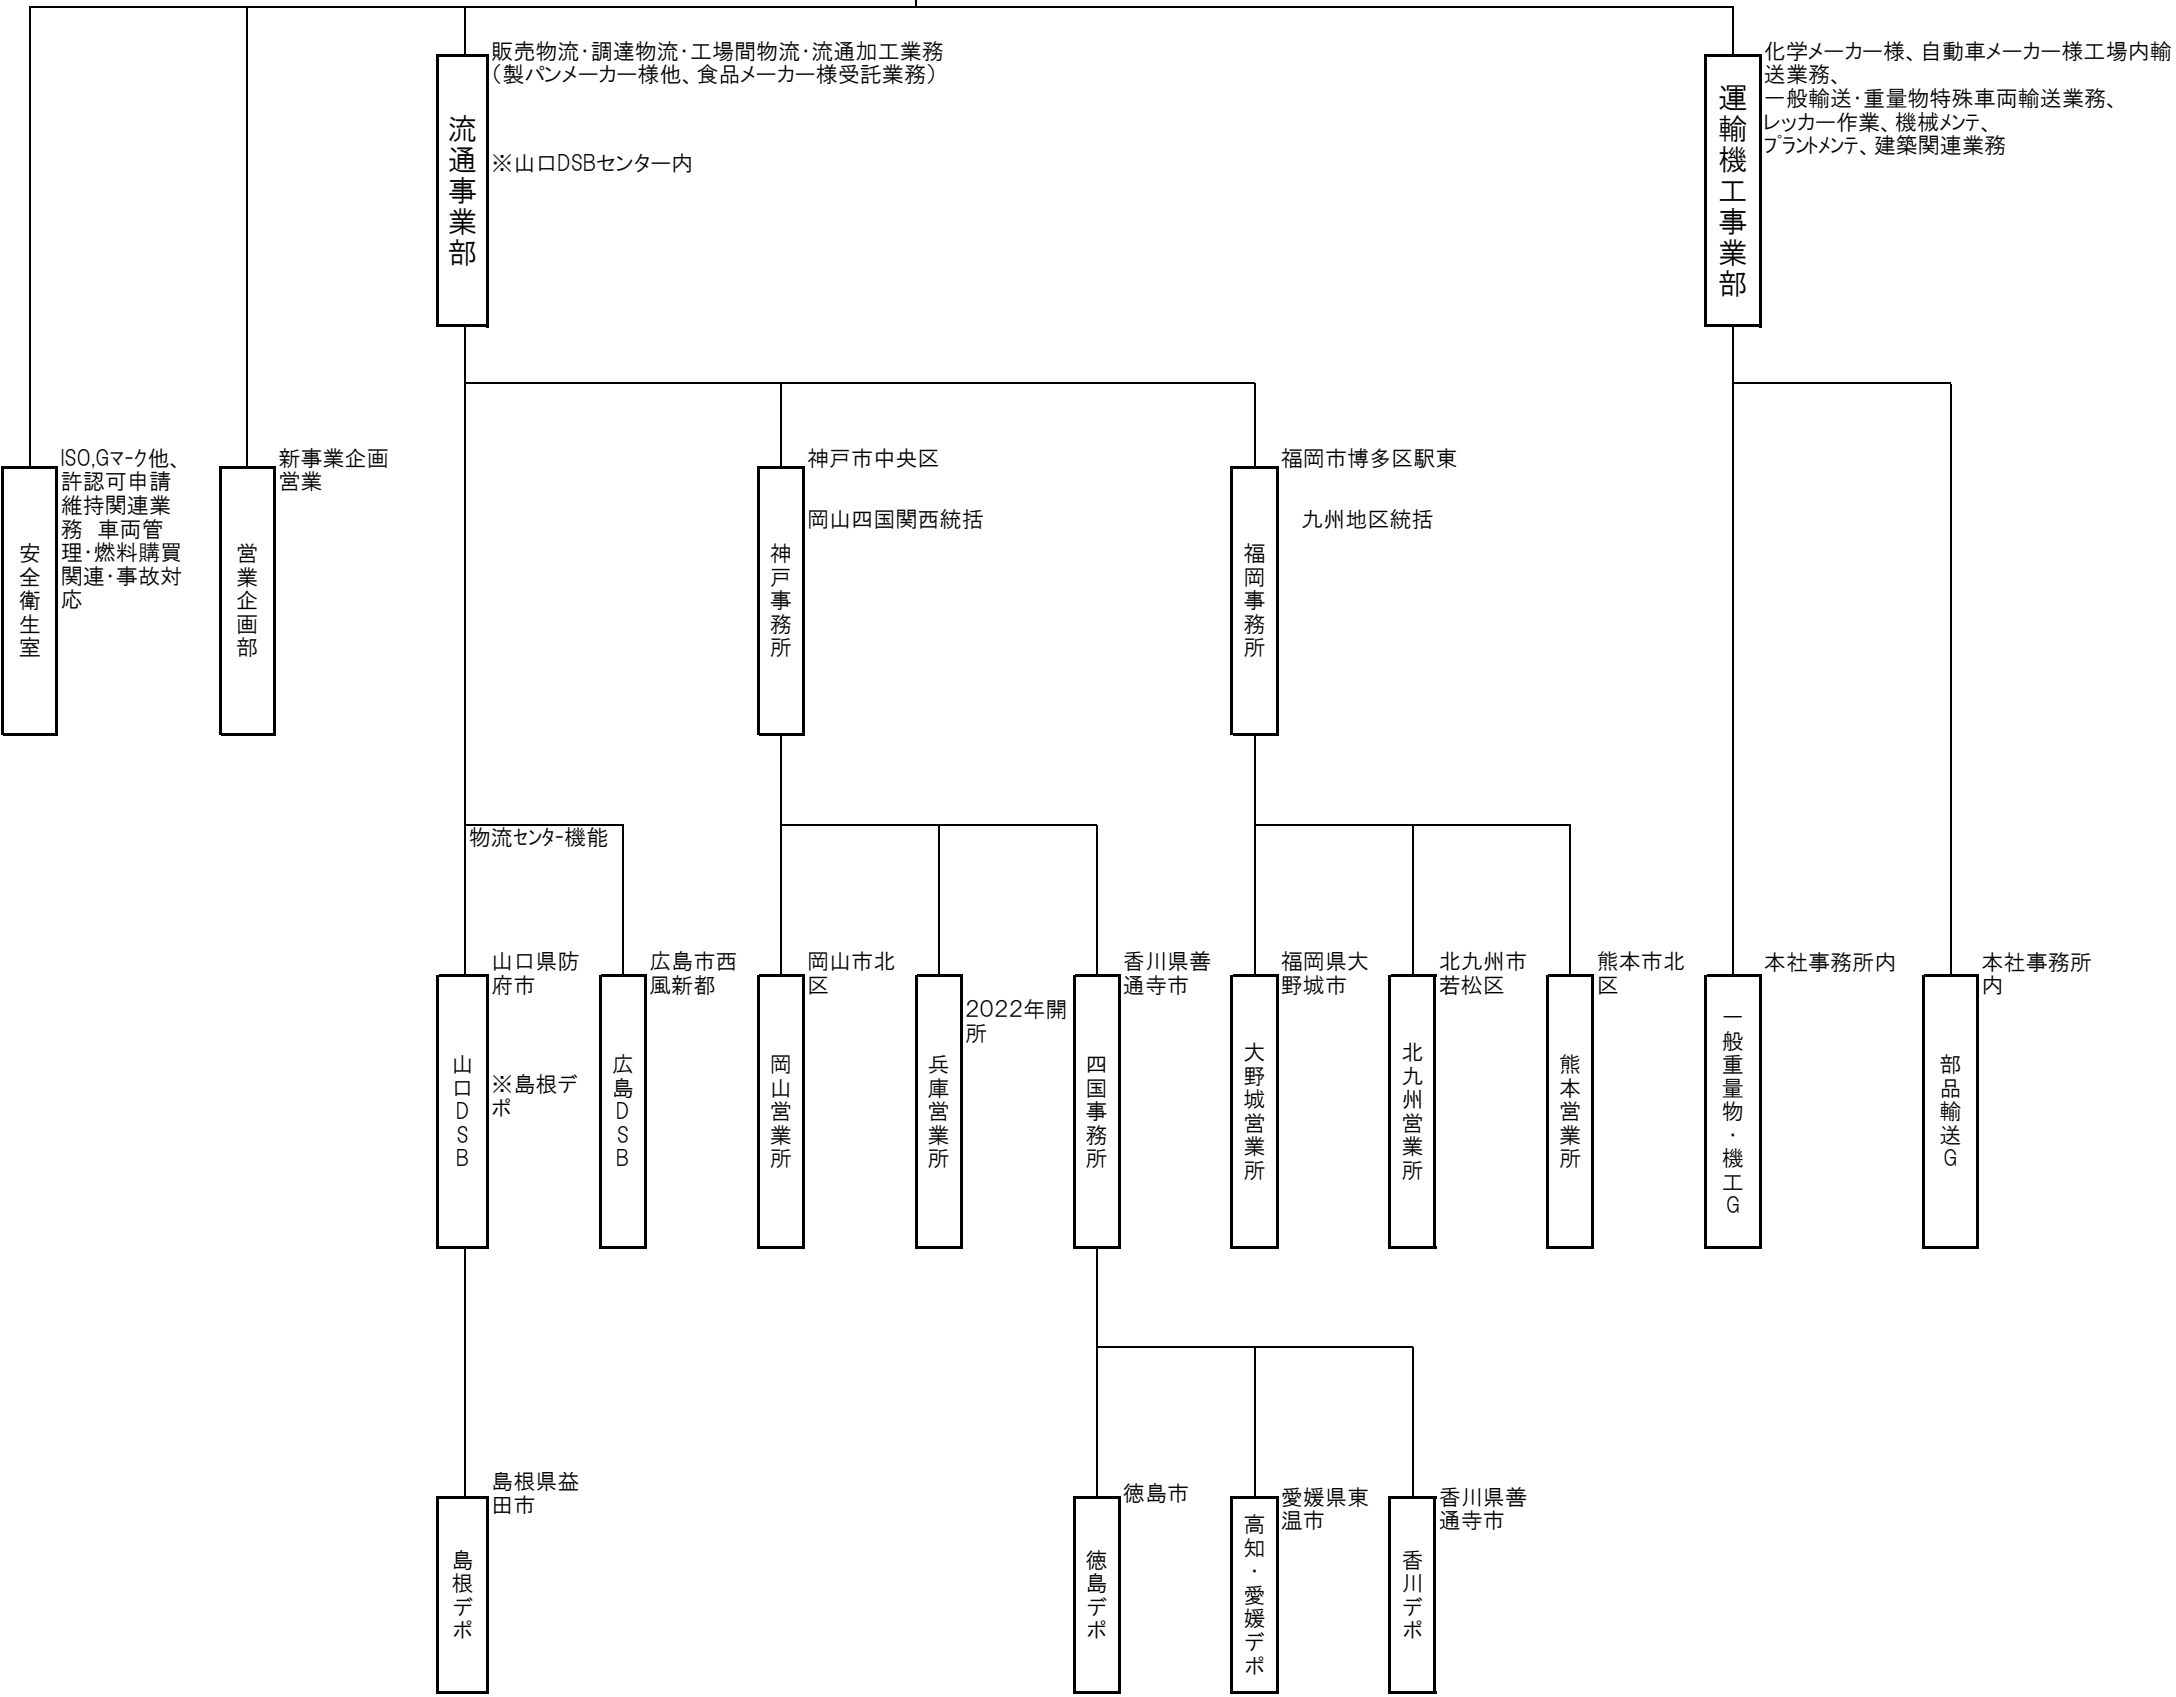 流通事業部
販売物流･調達物流･工場間物流･流通加工業務
（製パンメーカー様他、食品メーカー様受託業務）
※山口DSBセンター内
運輸機工事業部
化学メーカー様、自動車メーカー様工場内輸
送業務、
一般輸送･重量物特殊車両輸送業務、
レッカー作業、機械ﾒﾝﾃ、
ﾌﾟﾗﾝﾄﾒﾝﾃ、建築関連業務
安全衛生室
ISO,Gﾏｰｸ他、
許認可申請
維持関連業
務　車両管
理･燃料購買
関連･事故対
応
営業企画部
新事業企画
営業
神戸事務所
神戸市中央区
岡山四国関西統括
福岡事務所
福岡市博多区駅東
九州地区統括
物流ｾﾝﾀｰ機能
山口DSB
山口県防
府市
※島根デ
ポ
広島DSB
広島市西
風新都
岡山営業所
岡山市北
区
兵庫営業所
2022年開
所
四国事務所
香川県善
通寺市
大野城営業所
福岡県大
野城市
北九州営業所
北九州市
若松区
熊本営業所
熊本市北
区
一般重量物・機工G
本社事務所内
部品輸送G
本社事務所
内
島根デポ
島根県益
田市
徳島デポ
徳島市
高知・愛媛デポ
愛媛県東
温市
香川デポ
香川県善
通寺市